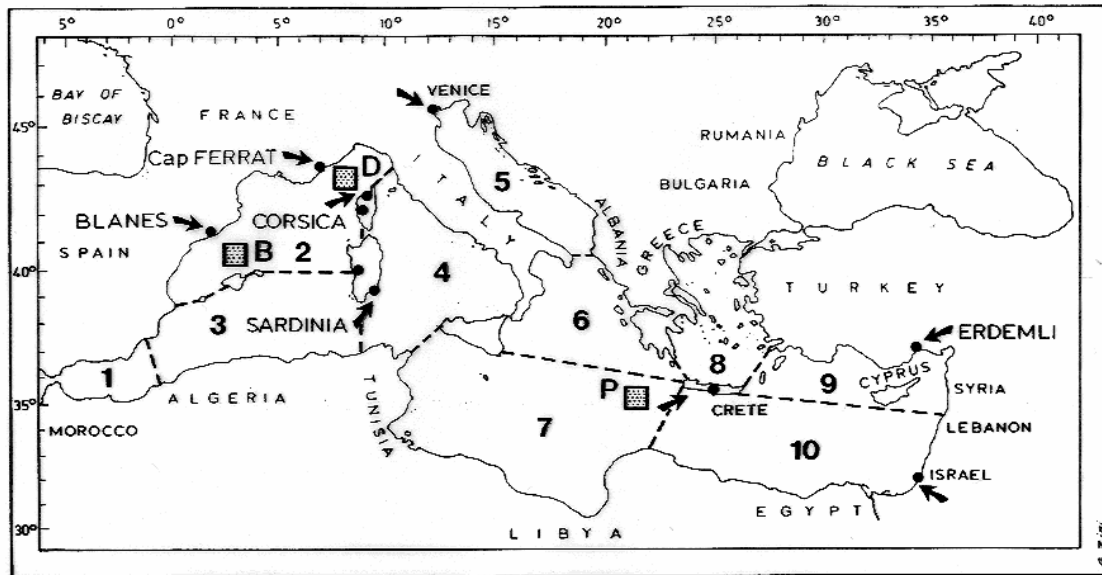 5° 0° 5° 10° 15° 20° 25° 30° 35° 40°
VENICE
BAY OF
BISCAY
FRANCE
RUMANIA
BLACK SEA
45°
Cap FERRAT
D
ITALY
5
BULGARIA
BLANES
CORSICA
ALBANIA
GREECE
SPAIN
B
2
40°
4
TURKEY
3
SARDINIA
6
ERDEMLI
8
9
CYPRUS
SYRIA
1
ALGERIA
TUNISIA
P
CRETE
35°
LEBANON
MOROCCO
7
10
ISRAEL
EGYPT
30°
LIBYA